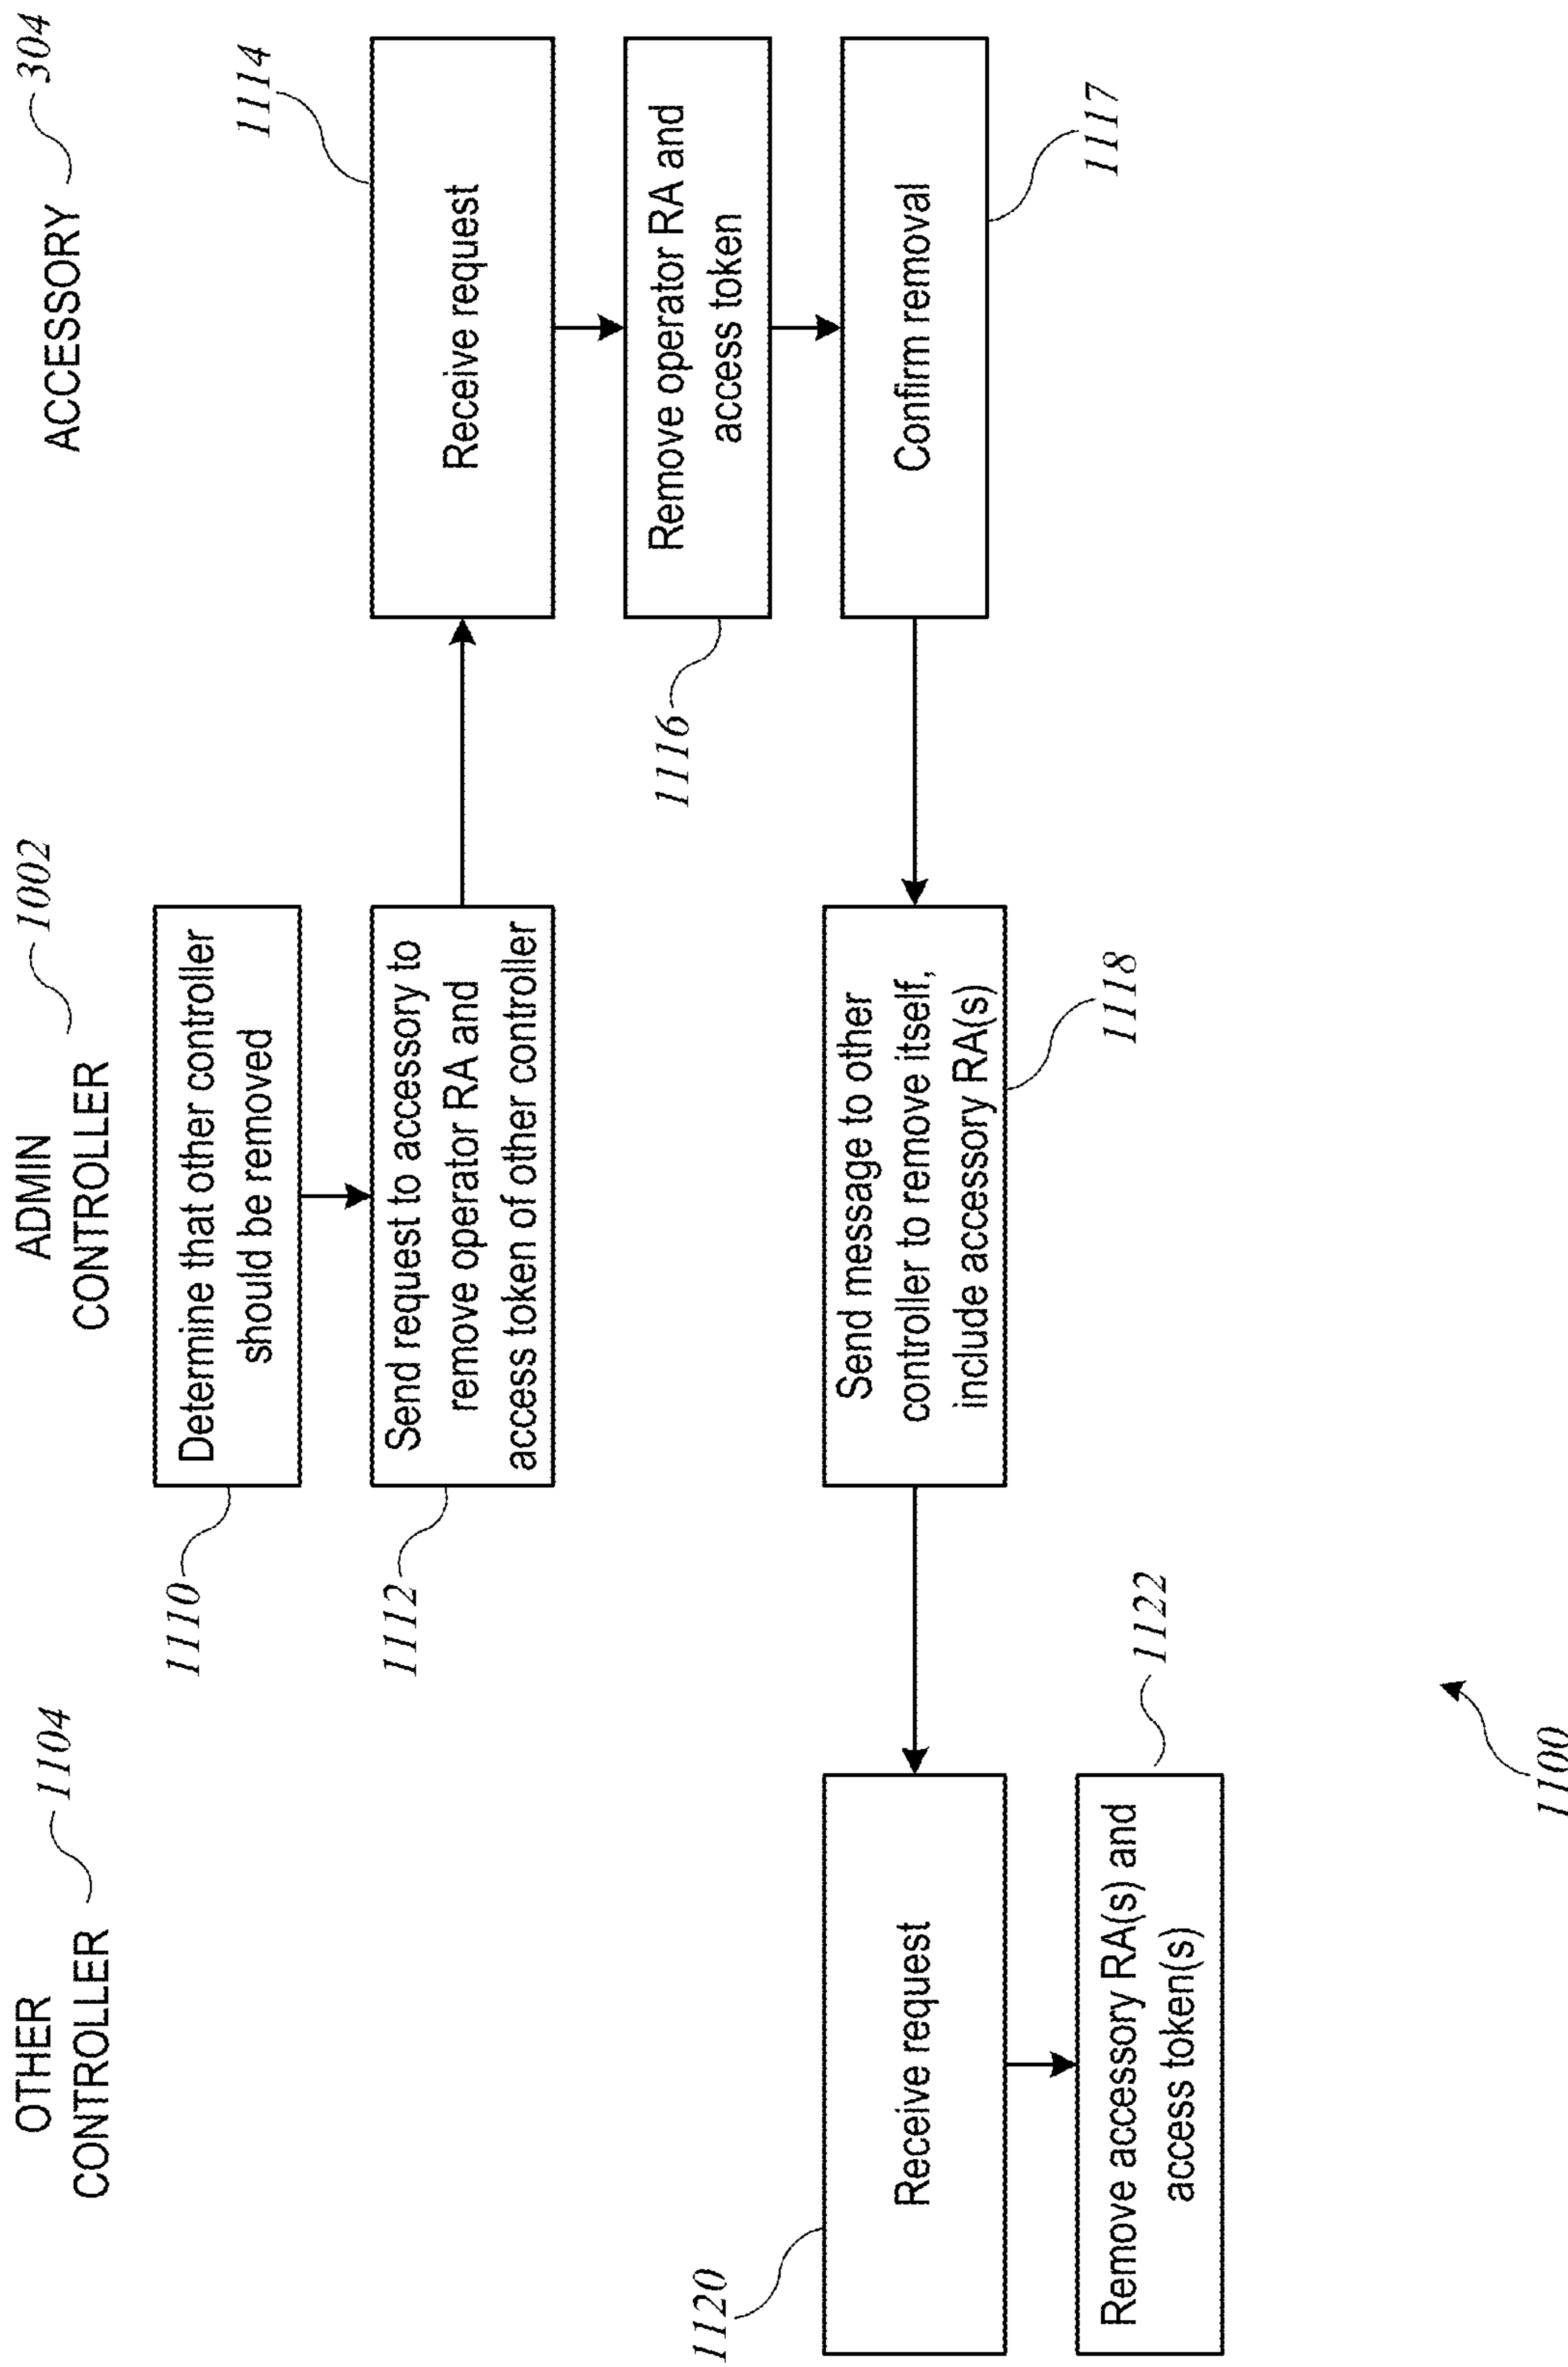 OTHER
CONTROLLER
1104
ADMIN
CONTROLLER
1002
ACCESSORY
304
1110
Determine that other controller
should be removed
1112
Send request to accessory to
remove operator RA and
access token of other controller
1114
Receive request
1116
Remove operator RA and
access token
Confirm removal
1117
Send message to other
controller to remove itself,
include accessory RA(s)
1118
1120
Receive request
Remove accessory RA(s) and
access token(s)
1122
1100